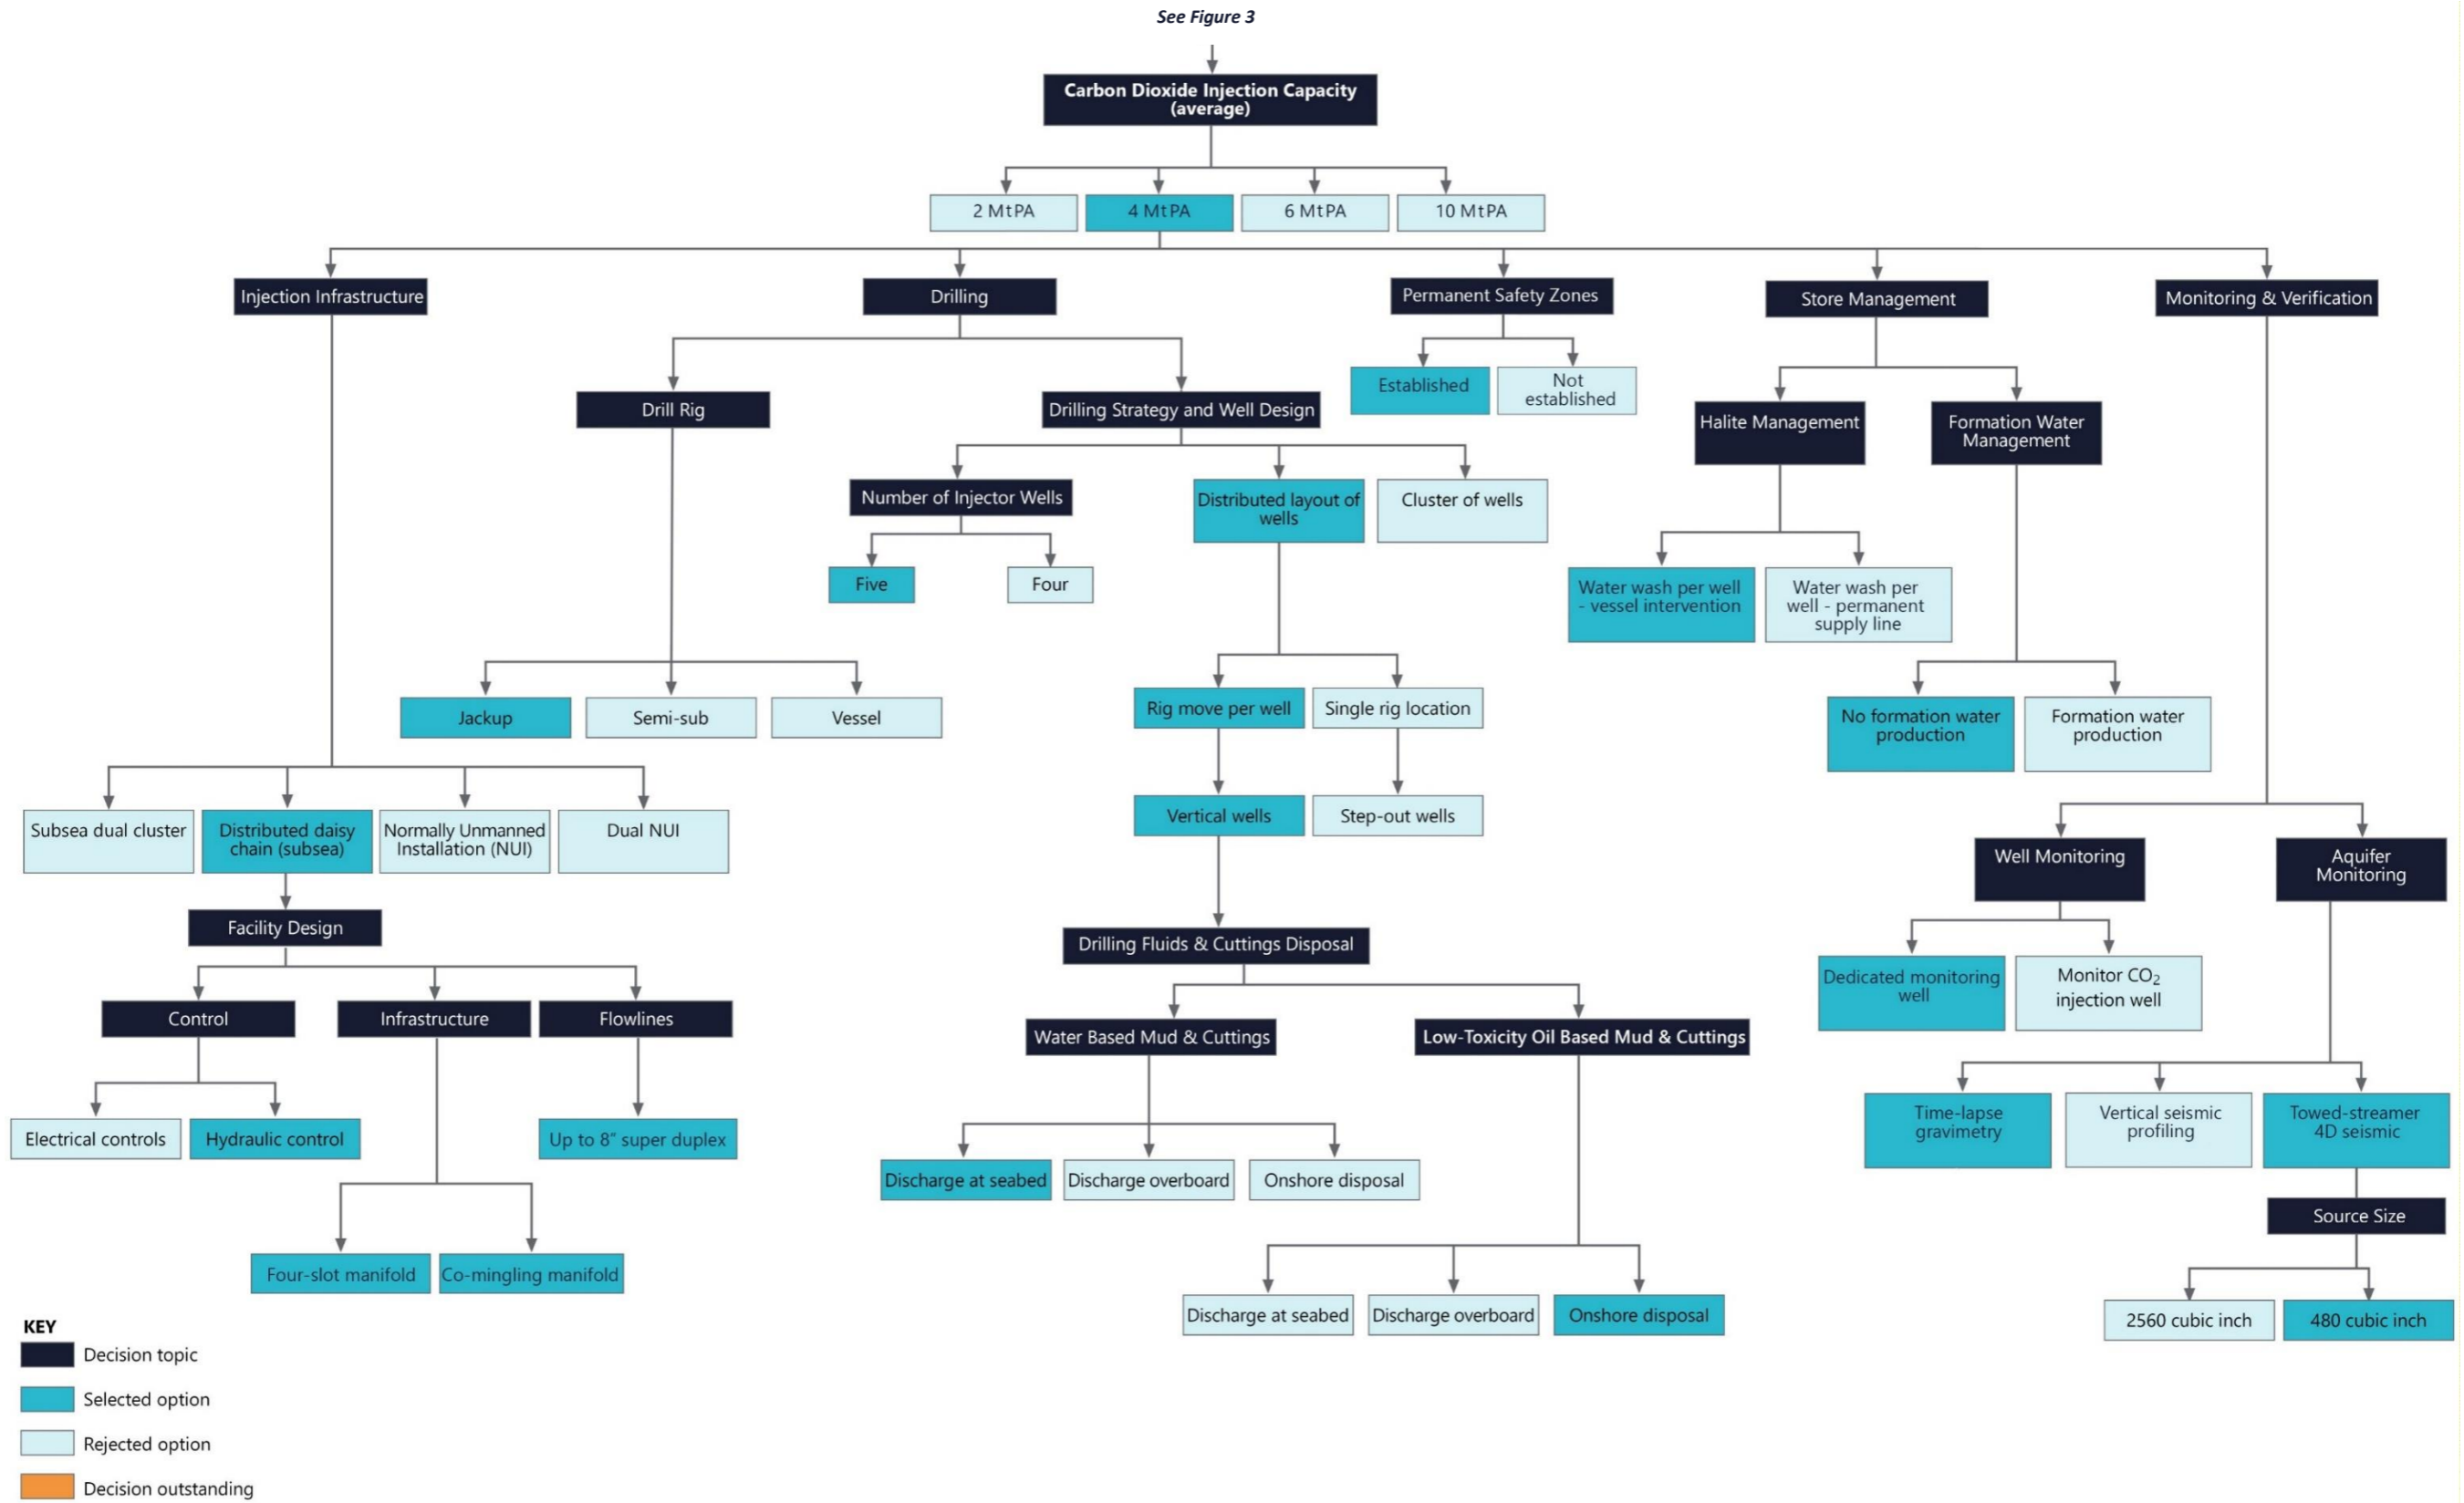 See Figure 3
Carbon Dioxide Injection Capacity
(average)
2 MtPA
4 MtPA
6 MtPA
10 MtPA
Injection Infrastructure
Drilling
Permanent Safety Zones
Store Management
Monitoring & Verification
Established
Not
established
Drill Rig
Drilling Strategy and Well Design
Halite Management
Formation Water
Management
Number of Injector Wells
Distributed layout of
wells
Cluster of wells
Five
Four
Water wash per well
- vessel intervention
Water wash per
well - permanent
supply line
Jackup
Semi-sub
Vessel
Rig move per well
Single rig location
No formation water
production
Formation water
production
Subsea dual cluster
Distributed daisy
chain (subsea)
Normally Unmanned
Installation (NUI)
Dual NUI
Vertical wells
Step-out wells
Well Monitoring
Aquifer
Monitoring
Facility Design
Drilling Fluids & Cuttings Disposal
Dedicated monitoring
well
Monitor CO₂
injection well
Control
Infrastructure
Flowlines
Water Based Mud & Cuttings
Low-Toxicity Oil Based Mud & Cuttings
Electrical controls
Hydraulic control
Up to 8” super duplex
Time-lapse
gravimetry
Vertical seismic
profiling
Towed-streamer
4D seismic
Discharge at seabed
Discharge overboard
Onshore disposal
Source Size
Four-slot manifold
Co-mingling manifold
Discharge at seabed
Discharge overboard
Onshore disposal
2560 cubic inch
480 cubic inch
KEY
Decision topic
Selected option
Rejected option
Decision outstanding